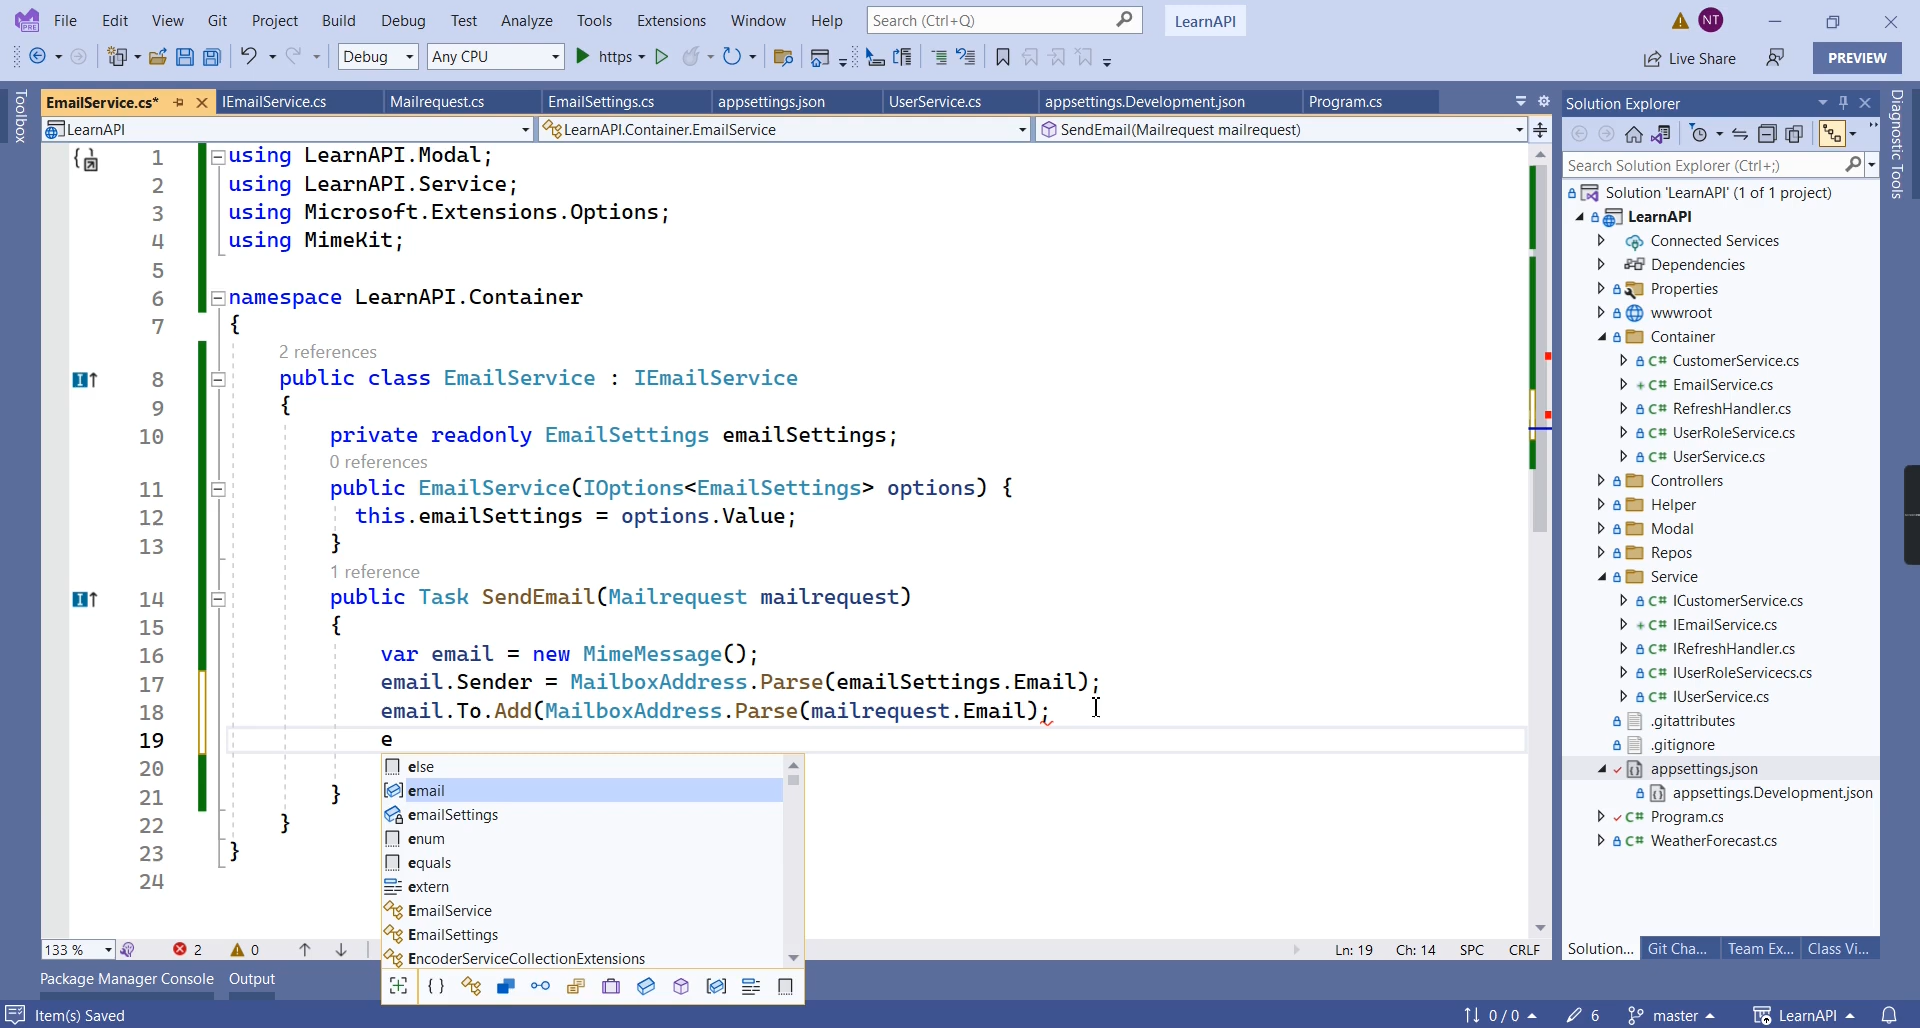 File Edit View Git Project Build Debug Test Analyze Tools Extensions Window Help Search (Ctrl+Q) LearnAPI NT
Debug Any CPU https Live Share PREVIEW
EmailService.cs* IEmailService.cs Mailrequest.cs EmailSettings.cs appsettings.json UserService.cs appsettings.Development.json Program.cs
LearnAPI LearnAPI.Container.EmailService SendEmail(Mailrequest mailrequest)
Toolbox
1 using LearnAPI.Modal;
2 using LearnAPI.Service;
3 using Microsoft.Extensions.Options;
4 using MimeKit;
5
6 namespace LearnAPI.Container
7 {
2 references
8 public class EmailService : IEmailService
9 {
10 private readonly EmailSettings emailSettings;
0 references
11 public EmailService(IOptions<EmailSettings> options) {
12 this.emailSettings = options.Value;
13 }
1 reference
14 public Task SendEmail(Mailrequest mailrequest)
15 {
16 var email = new MimeMessage();
17 email.Sender = MailboxAddress.Parse(emailSettings.Email);
18 email.To.Add(MailboxAddress.Parse(mailrequest.Email);
19 e
20
21 }
22 }
23 }
24
else
email
emailSettings
enum
equals
extern
EmailService
EmailSettings
EncoderServiceCollectionExtensions
133 % 2 0 Ln: 19 Ch: 14 SPC CRLF
Package Manager Console Output
Solution Explorer
Search Solution Explorer (Ctrl+;)
Solution 'LearnAPI' (1 of 1 project)
LearnAPI
Connected Services
Dependencies
Properties
wwwroot
Container
C# CustomerService.cs
C# EmailService.cs
C# RefreshHandler.cs
C# UserRoleService.cs
C# UserService.cs
Controllers
Helper
Modal
Repos
Service
C# ICustomerService.cs
C# IEmailService.cs
C# IRefreshHandler.cs
C# IUserRoleServicecs.cs
C# IUserService.cs
.gitattributes
.gitignore
appsettings.json
appsettings.Development.json
C# Program.cs
C# WeatherForecast.cs
Solution... Git Cha... Team Ex... Class Vi...
Diagnostic Tools
Item(s) Saved 0 / 0 6 master LearnAPI